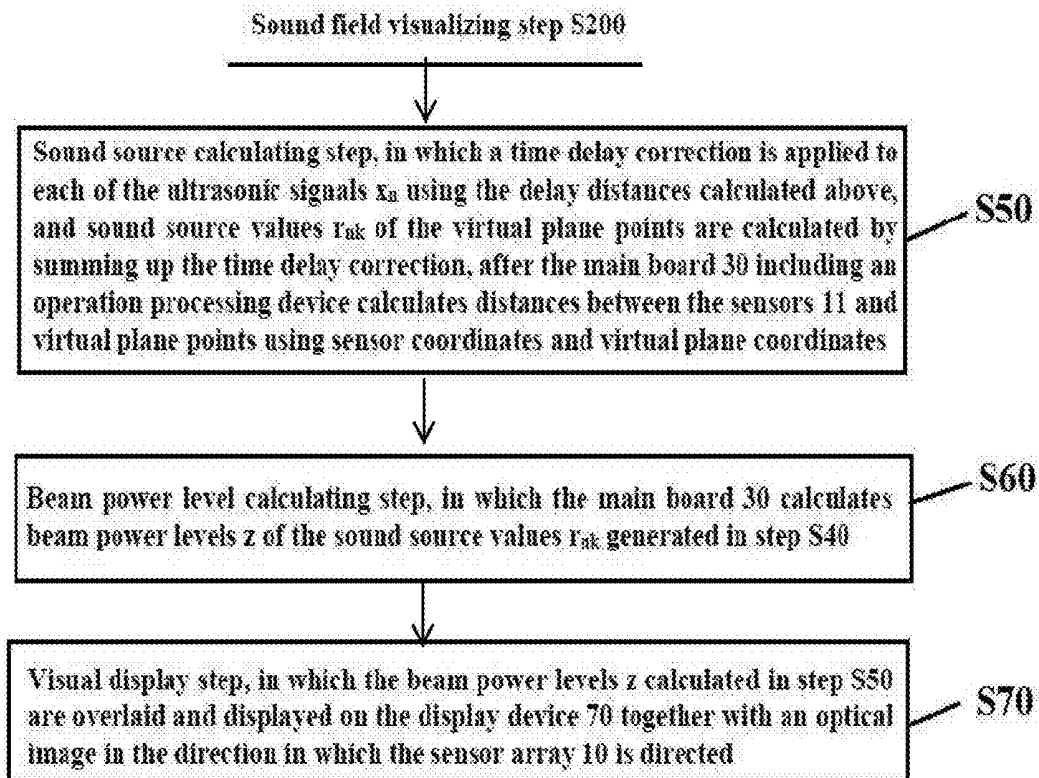 Sound field visualizing step S200
Sound source calculating step, in which a time delay correction is applied to
each of the ultrasonic signals xn using the delay distances calculated above,
and sound source values rnk of the virtual plane points are calculated by
summing up the time delay correction, after the main board 30 including an
operation processing device calculates distances between the sensors 11 and
virtual plane points using sensor coordinates and virtual plane coordinates
S50
Beam power level calculating step, in which the main board 30 calculates
beam power levels z of the sound source values rnk generated in step S40
S60
Visual display step, in which the beam power levels z calculated in step S50
are overlaid and displayed on the display device 70 together with an optical
image in the direction in which the sensor array 10 is directed
S70